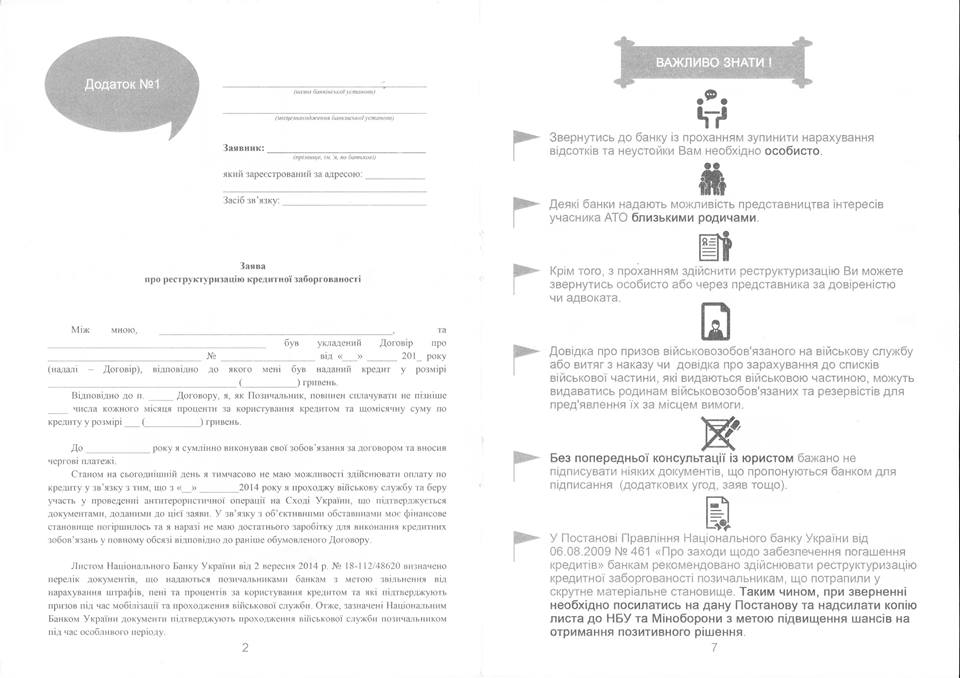 Додаток №1
(назва банківської установи)
(місцезнаходження банківської установи)
Заявник:
(прізвище, ім'я, по батькові)
який зареєстрований за адресою:
Засіб зв'язку:
Заява
про реструктуризацію кредитної заборгованості
Між мною, ____, та
____ був укладений Договір про
____ № ____ від «___» ______ 201_ року
(надалі – Договір), відповідно до якого мені був наданий кредит у розмірі
____ (____) гривень.
Відповідно до п. _____ Договору, я, як Позичальник, повинен сплачувати не пізніше
____ числа кожного місяця проценти за користування кредитом та щомісячну суму по
кредиту у розмірі ___ (____) гривень.
До ____ року я сумлінно виконував свої зобов'язання за договором та вносив
чергові платежі.
Станом на сьогоднішній день я тимчасово не маю можливості здійснювати оплату по
кредиту у зв'язку з тим, що з «__» ________2014 року я проходжу військову службу та беру
участь у проведенні антитерористичної операції на Сході України, що підтверджується
документами, доданими до цієї заяви. У зв'язку з об'єктивними обставинами моє фінансове
становище погіршилось та я наразі не маю достатнього заробітку для виконання кредитних
зобов'язань у повному обсязі відповідно до раніше обумовленого Договору.
Листом Національного Банку України від 2 вересня 2014 р. № 18-112/48620 визначено
перелік документів, що надаються позичальниками банкам з метою звільнення від
нарахування штрафів, пені та процентів за користування кредитом та які підтверджують
призов під час мобілізації та проходження військової служби. Отже, зазначені Національним
Банком України документи підтверджують проходження військової служби позичальником
під час особливого періоду.
2
ВАЖЛИВО ЗНАТИ !
Звернутись до банку із проханням зупинити нарахування
відсотків та неустойки Вам необхідно особисто.
Деякі банки надають можливість представництва інтересів
учасника АТО близькими родичами.
Крім того, з проханням здійснити реструктуризацію Ви можете
звернутись особисто або через представника за довіреністю
чи адвоката.
Довідка про призов військовозобов'язаного на військову службу
або витяг з наказу чи довідка про зарахування до списків
військової частини, які видаються військовою частиною, можуть
видаватись родинам військовозобов'язаних та резервістів для
пред'явлення їх за місцем вимоги.
Без попередньої консультації із юристом бажано не
підписувати ніяких документів, що пропонуються банком для
підписання (додаткових угод, заяв тощо).
У Постанові Правління Національного банку України від
06.08.2009 № 461 «Про заходи щодо забезпечення погашення
кредитів» банкам рекомендовано здійснювати реструктуризацію
кредитної заборгованості позичальникам, що потрапили у
скрутне матеріальне становище. Таким чином, при зверненні
необхідно посилатись на дану Постанову та надсилати копію
листа до НБУ та Міноборони з метою підвищення шансів на
отримання позитивного рішення.
7